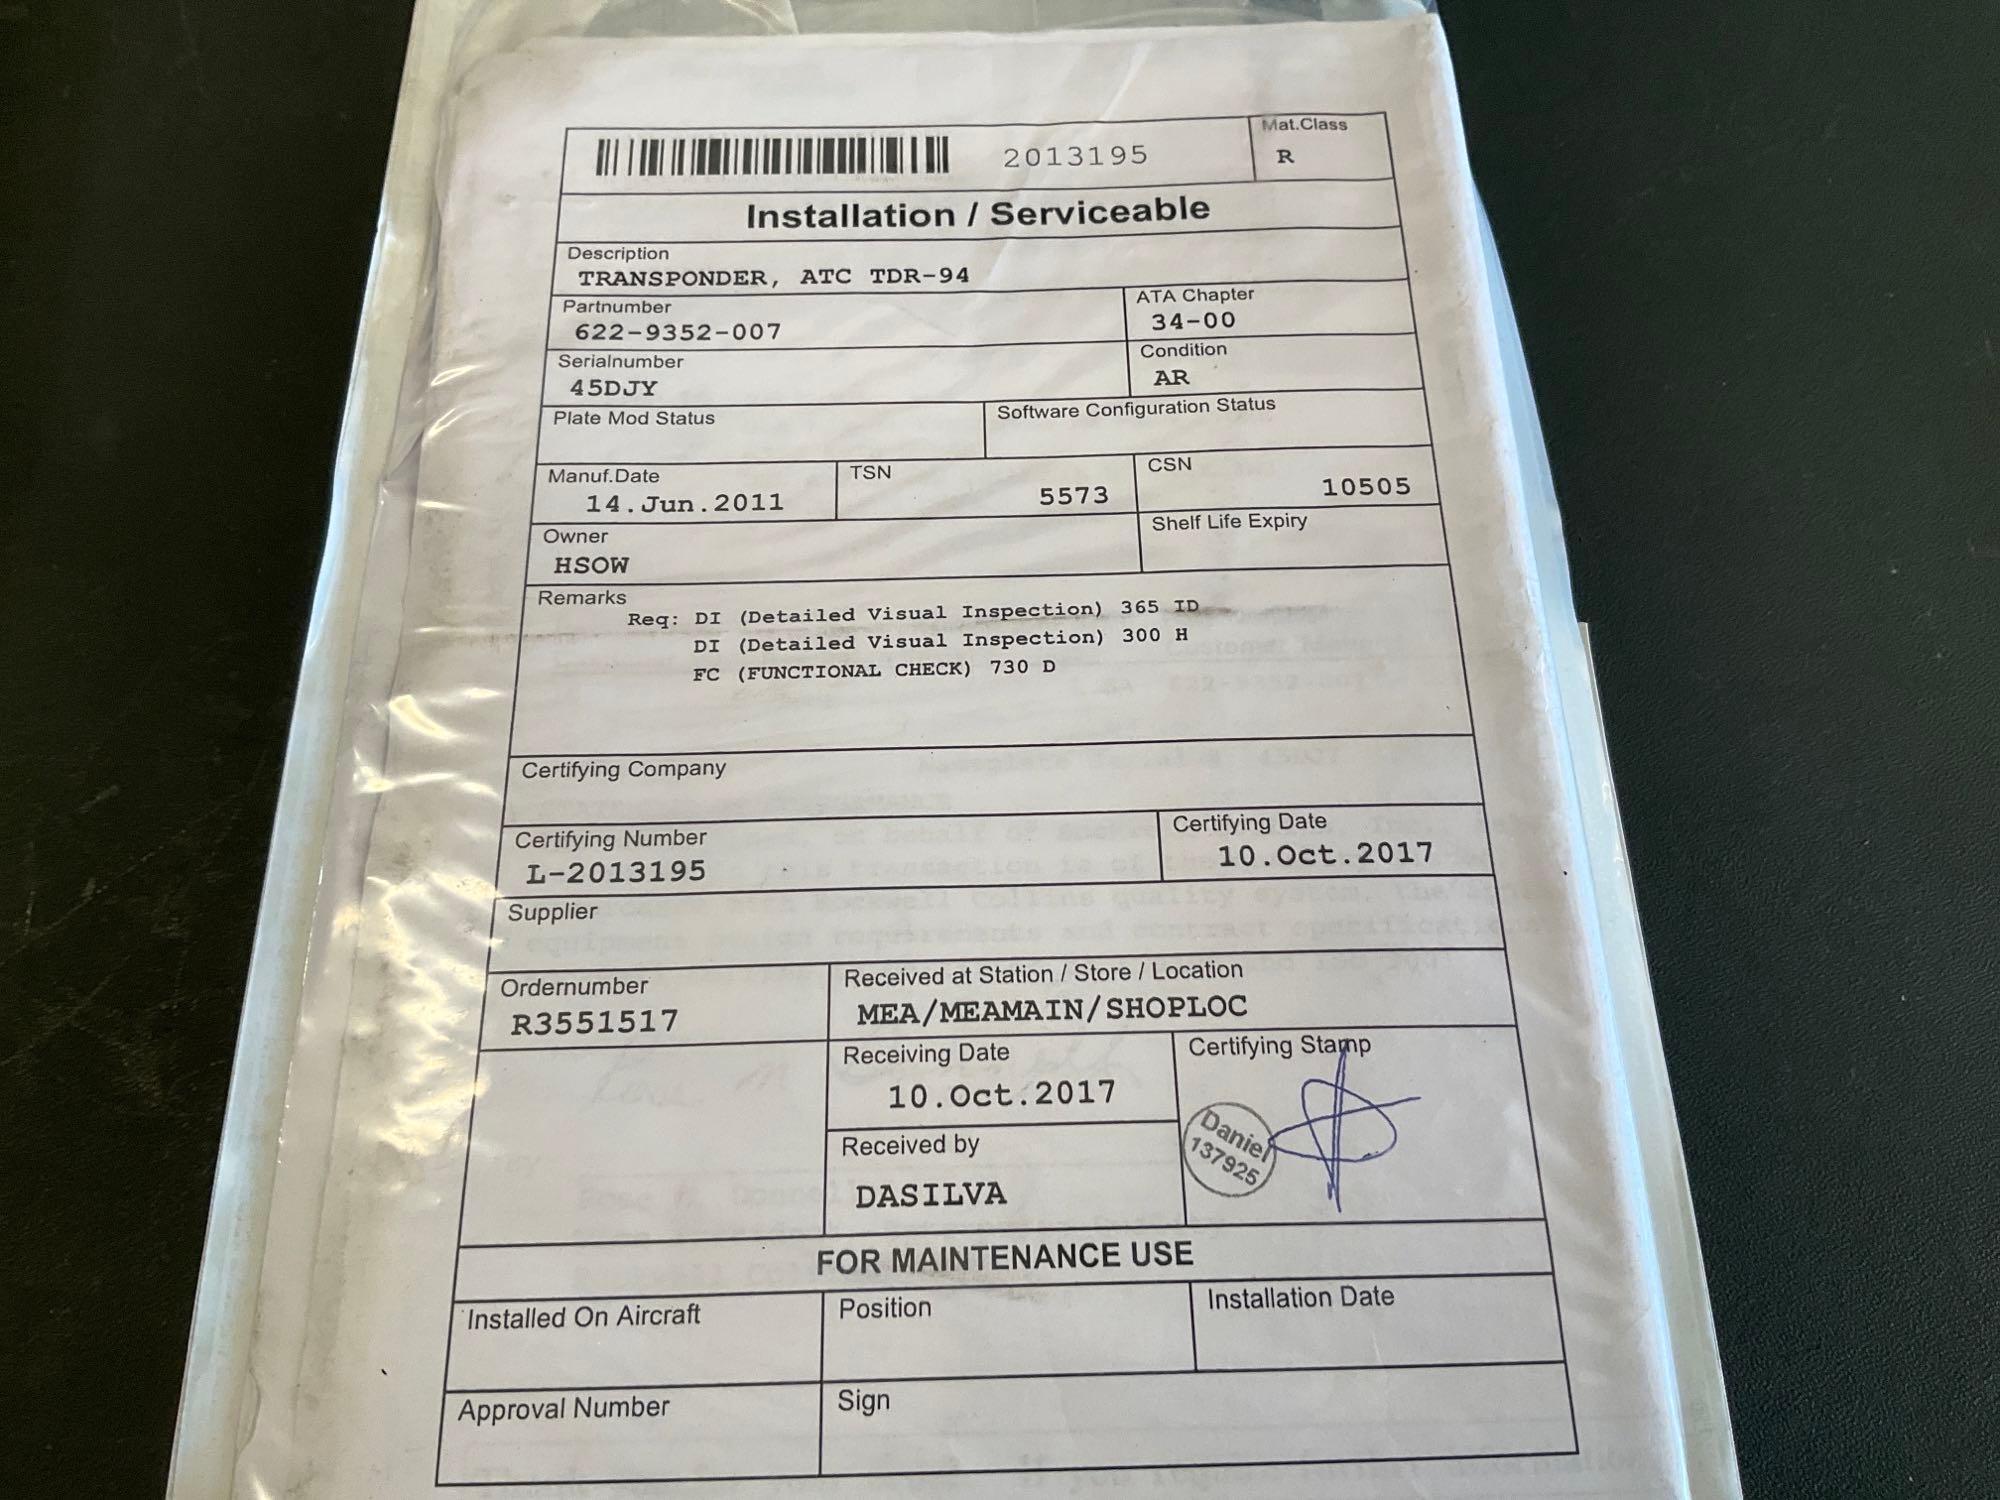 2013195
Mat.Class
R
Installation / Serviceable
Description
TRANSPONDER, ATC TDR-94
Partnumber
622-9352-007
ATA Chapter
34-00
Serialnumber
45DJY
Condition
AR
Plate Mod Status
Software Configuration Status
Manuf.Date
14.Jun.2011
TSN
5573
CSN
10505
Owner
HSOW
Shelf Life Expiry
Remarks
Req: DI (Detailed Visual Inspection) 365 ID
DI (Detailed Visual Inspection) 300 H
FC (FUNCTIONAL CHECK) 730 D
Certifying Company
Certifying Number
L-2013195
Certifying Date
10.Oct.2017
Supplier
Ordernumber
R3551517
Received at Station / Store / Location
MEA/MEAMAIN/SHOPLOC
Receiving Date
10.Oct.2017
Certifying Stamp
Daniel
137925
Received by
DASILVA
FOR MAINTENANCE USE
Installed On Aircraft
Position
Installation Date
Approval Number
Sign